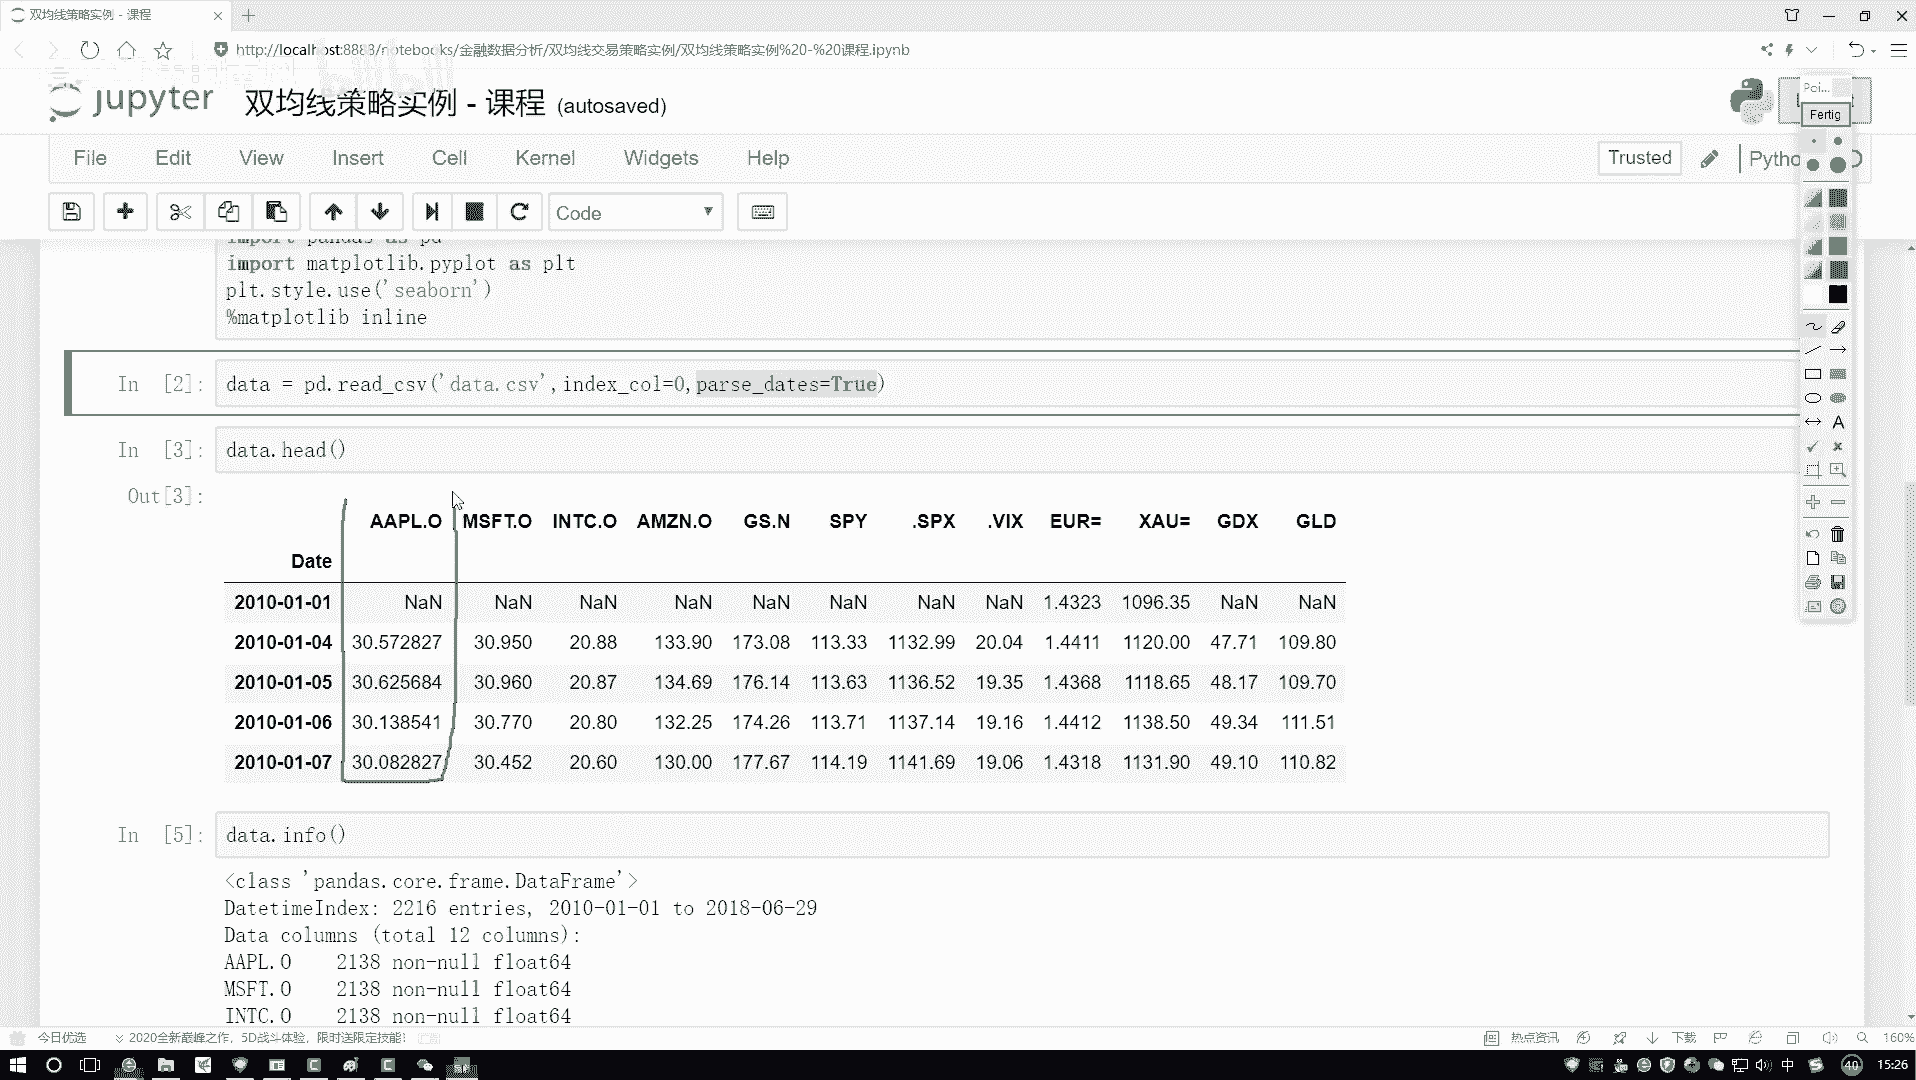 双均线策略实例 - 课程
http://localhost:8888/notebooks/金融数据分析/双均线交易策略实例/双均线策略实例%20-%20课程.ipynb
jupyter 双均线策略实例 - 课程 (autosaved)
Poi...
Fertig
File Edit View Insert Cell Kernel Widgets Help
Trusted
Pytho
Code
import pandas as pd
import matplotlib.pyplot as plt
plt.style.use('seaborn')
%matplotlib inline
In [2]: data = pd.read_csv('data.csv',index_col=0,parse_dates=True)
In [3]: data.head()
Out[3]:
AAPL.O MSFT.O INTC.O AMZN.O GS.N SPY .SPX .VIX EUR= XAU= GDX GLD
Date
2010-01-01 NaN NaN NaN NaN NaN NaN NaN NaN 1.4323 1096.35 NaN NaN
2010-01-04 30.572827 30.950 20.88 133.90 173.08 113.33 1132.99 20.04 1.4411 1120.00 47.71 109.80
2010-01-05 30.625684 30.960 20.87 134.69 176.14 113.63 1136.52 19.35 1.4368 1118.65 48.17 109.70
2010-01-06 30.138541 30.770 20.80 132.25 174.26 113.71 1137.14 19.16 1.4412 1138.50 49.34 111.51
2010-01-07 30.082827 30.452 20.60 130.00 177.67 114.19 1141.69 19.06 1.4318 1131.90 49.10 110.82
In [5]: data.info()
<class 'pandas.core.frame.DataFrame'>
DatetimeIndex: 2216 entries, 2010-01-01 to 2018-06-29
Data columns (total 12 columns):
AAPL.O 2138 non-null float64
MSFT.O 2138 non-null float64
INTC.O 2138 non-null float64
今日优选 2020全新巅峰之作，5D战斗体验，限时送限定技能！
热点资讯 下载 160%
中 40 15:26